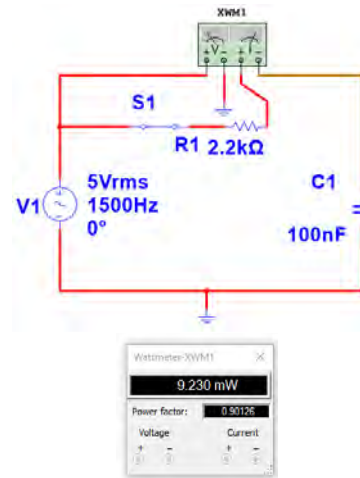 XWM1
+ V - + I -
S1
R1 2.2kΩ
V1
5Vrms
1500Hz
0°
C1
100nF
Wattmeter-XWM1
9.230 mW
Power factor: 0.90126
Voltage Current
+ - + -